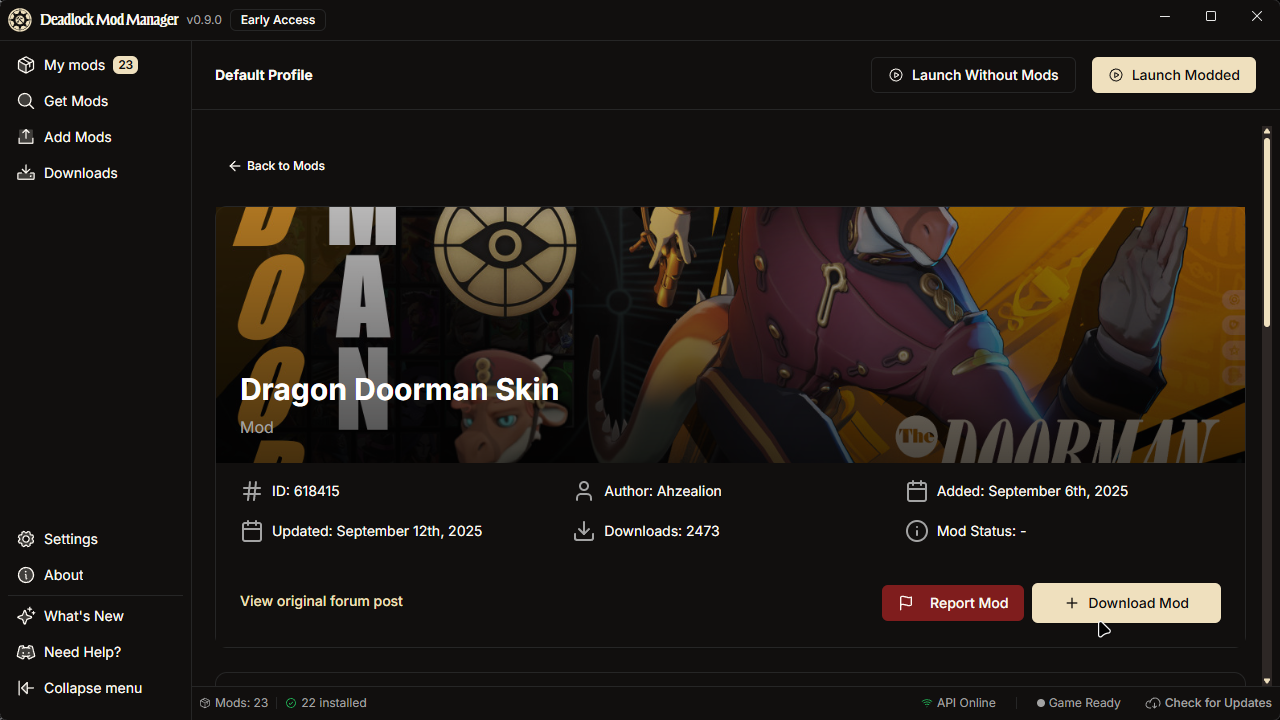 Deadlock Mod Manager v0.9.0 Early Access
My mods 23
Get Mods
Add Mods
Downloads
Default Profile
Launch Without Mods
Launch Modded
Back to Mods
DOOR
MAN
Dragon Doorman Skin
Mod
The DOORMAN
ID: 618415
Author: Ahzealion
Added: September 6th, 2025
Updated: September 12th, 2025
Downloads: 2473
Mod Status: -
View original forum post
Report Mod
Download Mod
Settings
About
What's New
Need Help?
Collapse menu
Mods: 23
22 installed
API Online
Game Ready
Check for Updates